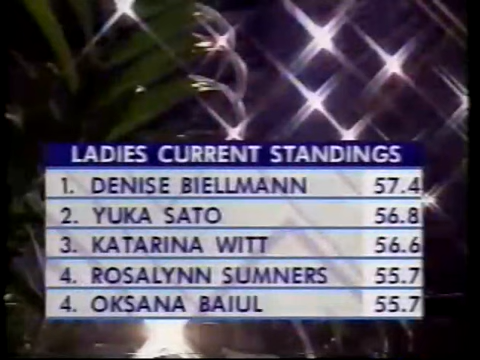 LADIES CURRENT STANDINGS
1. DENISE BIELLMANN 57.4
2. YUKA SATO 56.8
3. KATARINA WITT 56.6
4. ROSALYNN SUMNERS 55.7
4. OKSANA BAIUL 55.7